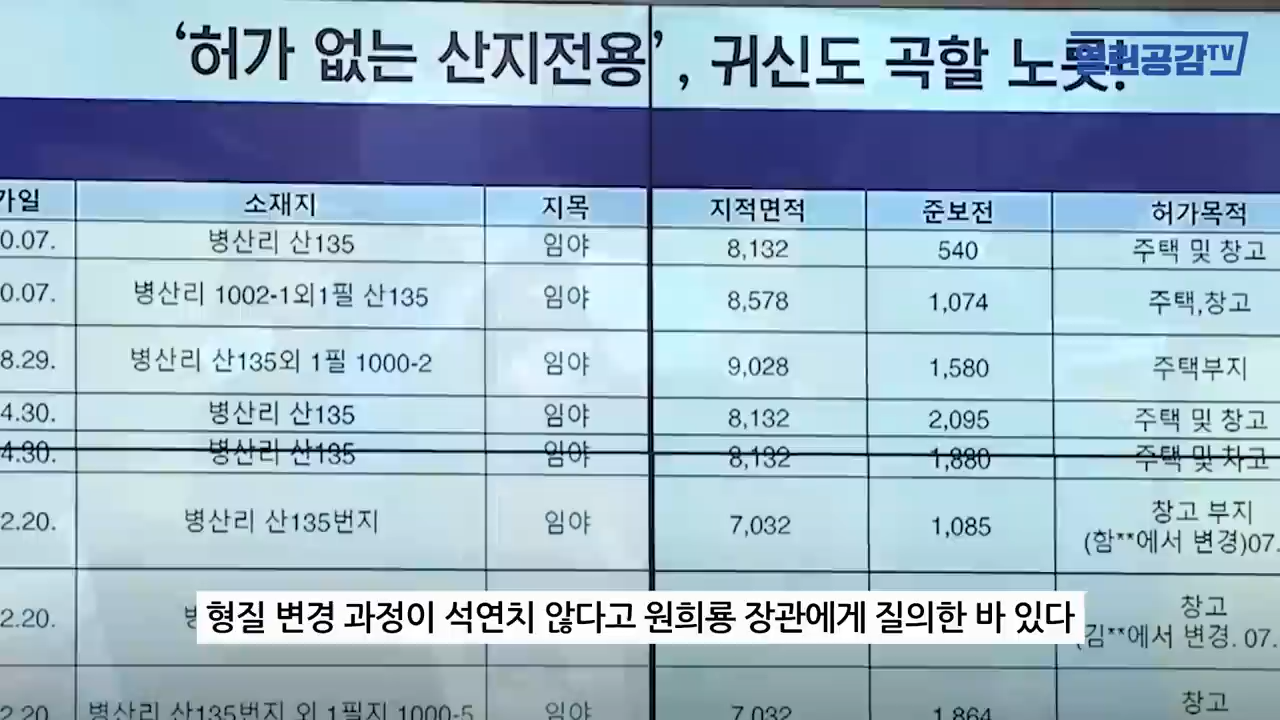 ‘허가 없는 산지전용’, 귀신도 곡할 노릇!
열린공감TV
가일 소재지 지목 지적면적 준보전 허가목적
0.07. 병산리 산135 임야 8,132 540 주택 및 창고
0.07. 병산리 1002-1외1필 산135 임야 8,578 1,074 주택,창고
8.29. 병산리 산135외 1필 1000-2 임야 9,028 1,580 주택부지
4.30. 병산리 산135 임야 8,132 2,095 주택 및 창고
4.30. 병산리 산135 임야 8,132 1,880 주택 및 차고
2.20. 병산리 산135번지 임야 7,032 1,085 창고 부지
(함**에서 변경)07.
2.20. 창고
김**에서 변경. 07.
형질 변경 과정이 석연치 않다고 원희룡 장관에게 질의한 바 있다
2.20. 병산리 산135번지 외 1필지 1000-5 임야 7,032 1,864 창고